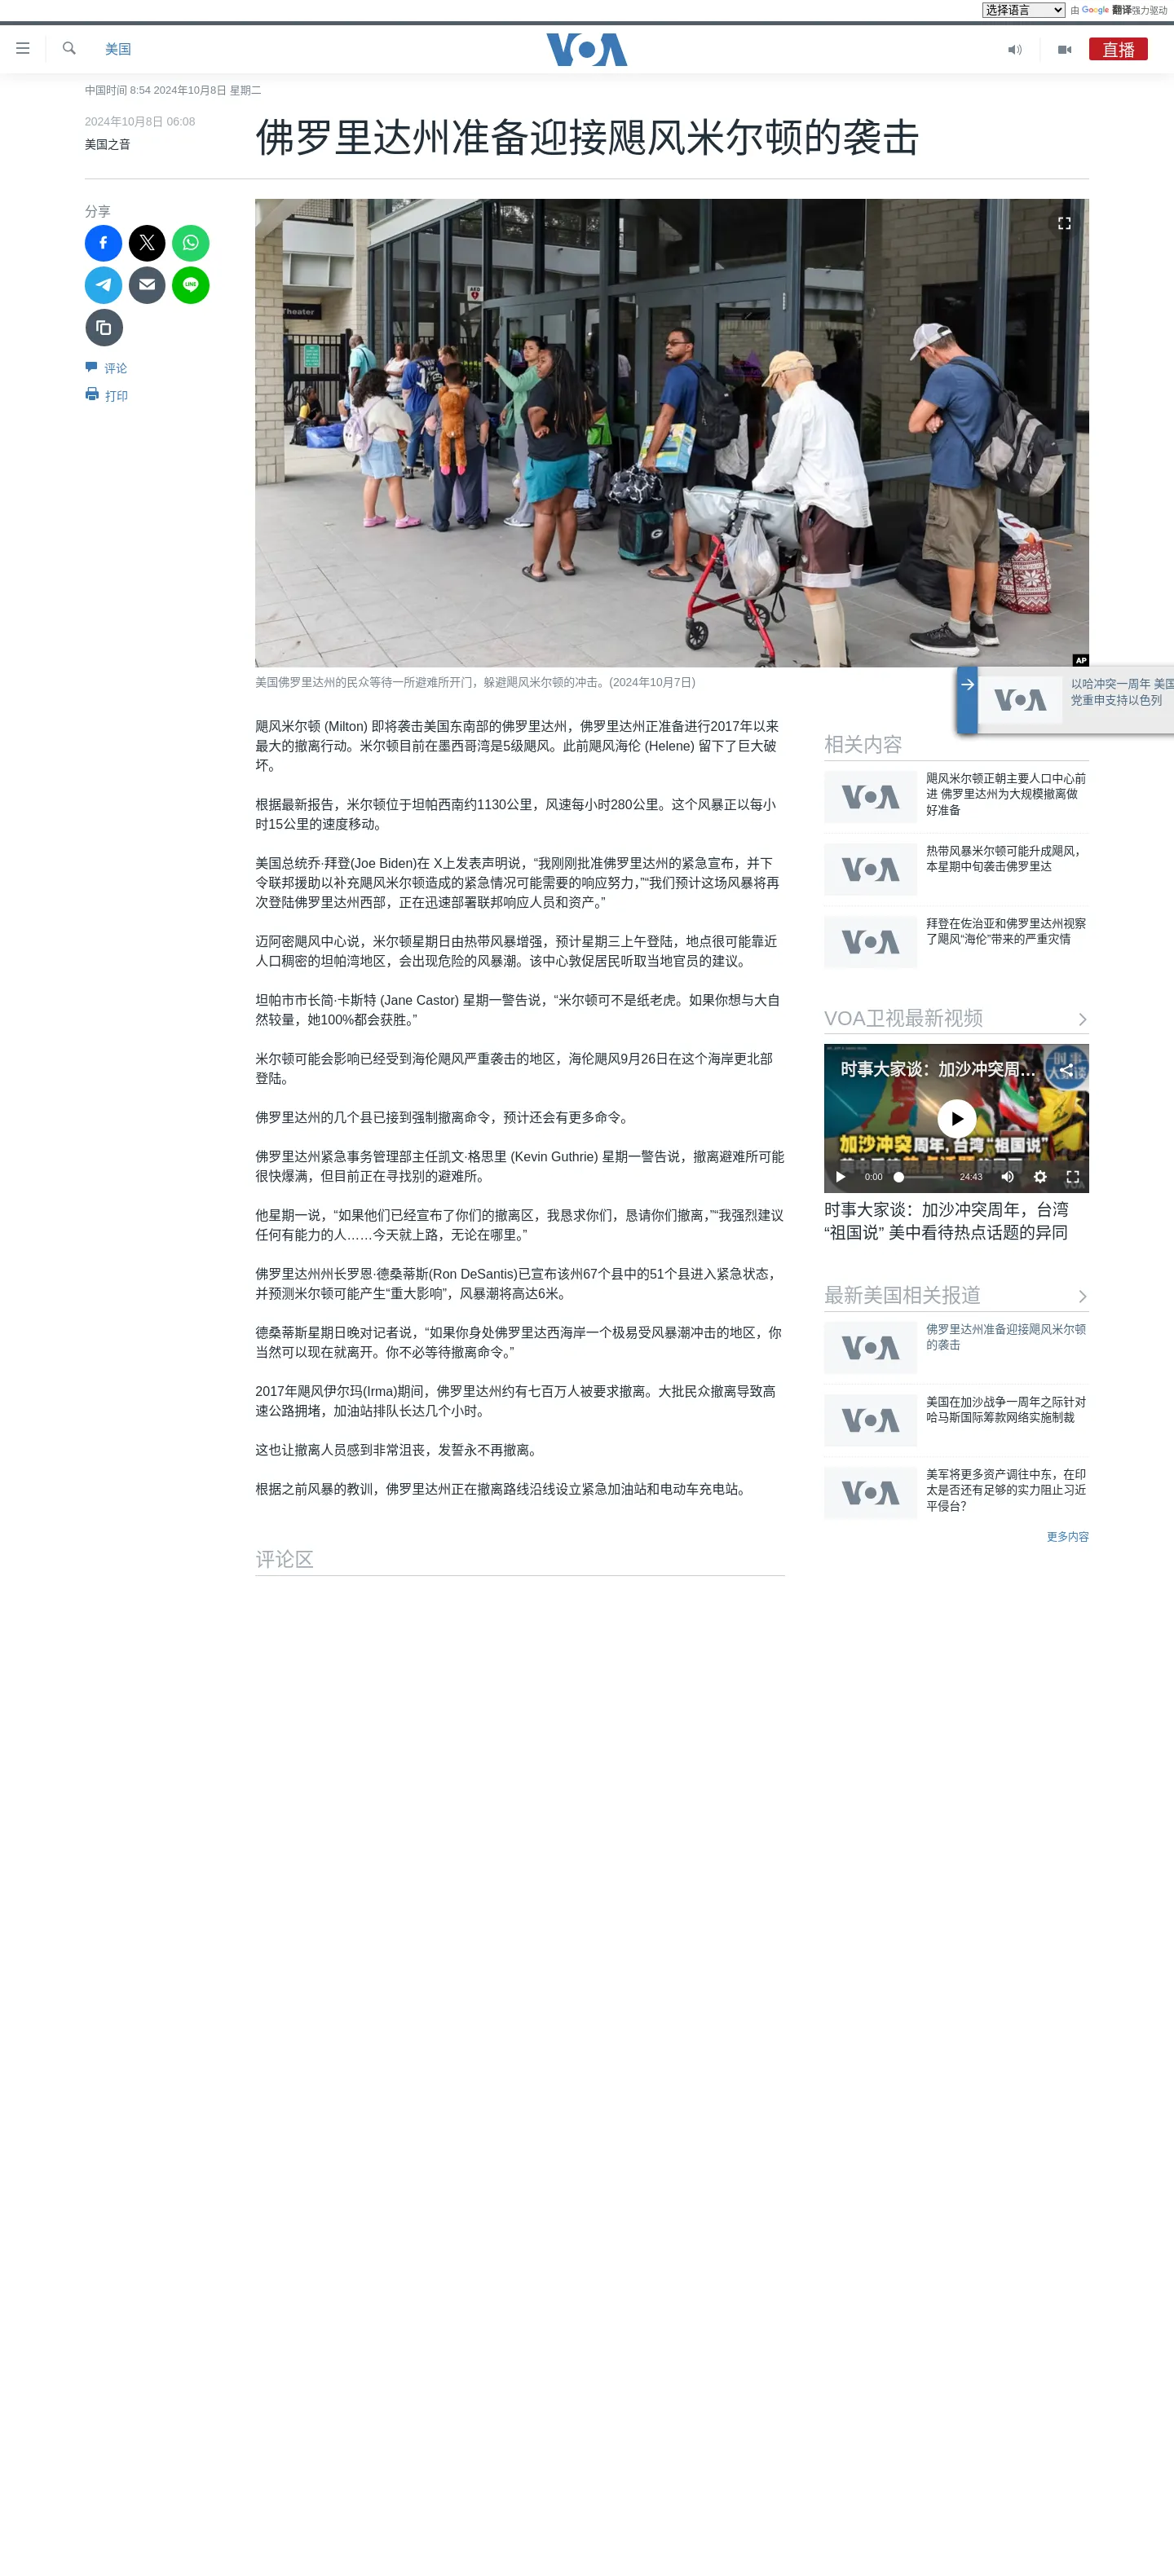 选择语言 由 Google 翻译强力驱动
美国
VOA
直播
中国时间 8:54 2024年10月8日 星期二
2024年10月8日 06:08
美国之音
佛罗里达州准备迎接飓风米尔顿的袭击
分享
评论
打印
Theater
AED
G
AP
美国佛罗里达州的民众等待一所避难所开门，躲避飓风米尔顿的冲击。(2024年10月7日)
飓风米尔顿 (Milton) 即将袭击美国东南部的佛罗里达州，佛罗里达州正准备进行2017年以来
最大的撤离行动。米尔顿目前在墨西哥湾是5级飓风。此前飓风海伦 (Helene) 留下了巨大破
坏。
根据最新报告，米尔顿位于坦帕西南约1130公里，风速每小时280公里。这个风暴正以每小
时15公里的速度移动。
美国总统乔·拜登(Joe Biden)在 X上发表声明说，“我刚刚批准佛罗里达州的紧急宣布，并下
令联邦援助以补充飓风米尔顿造成的紧急情况可能需要的响应努力，”“我们预计这场风暴将再
次登陆佛罗里达州西部，正在迅速部署联邦响应人员和资产。”
迈阿密飓风中心说，米尔顿星期日由热带风暴增强，预计星期三上午登陆，地点很可能靠近
人口稠密的坦帕湾地区，会出现危险的风暴潮。该中心敦促居民听取当地官员的建议。
坦帕市市长简·卡斯特 (Jane Castor) 星期一警告说，“米尔顿可不是纸老虎。如果你想与大自
然较量，她100%都会获胜。”
米尔顿可能会影响已经受到海伦飓风严重袭击的地区，海伦飓风9月26日在这个海岸更北部
登陆。
佛罗里达州的几个县已接到强制撤离命令，预计还会有更多命令。
佛罗里达州紧急事务管理部主任凯文·格思里 (Kevin Guthrie) 星期一警告说，撤离避难所可能
很快爆满，但目前正在寻找别的避难所。
他星期一说，“如果他们已经宣布了你们的撤离区，我恳求你们，恳请你们撤离，”“我强烈建议
任何有能力的人……今天就上路，无论在哪里。”
佛罗里达州州长罗恩·德桑蒂斯(Ron DeSantis)已宣布该州67个县中的51个县进入紧急状态，
并预测米尔顿可能产生“重大影响”，风暴潮将高达6米。
德桑蒂斯星期日晚对记者说，“如果你身处佛罗里达西海岸一个极易受风暴潮冲击的地区，你
当然可以现在就离开。你不必等待撤离命令。”
2017年飓风伊尔玛(Irma)期间，佛罗里达州约有七百万人被要求撤离。大批民众撤离导致高
速公路拥堵，加油站排队长达几个小时。
这也让撤离人员感到非常沮丧，发誓永不再撤离。
根据之前风暴的教训，佛罗里达州正在撤离路线沿线设立紧急加油站和电动车充电站。
评论区
VOA
以哈冲突一周年 美国
党重申支持以色列
相关内容
VOA
飓风米尔顿正朝主要人口中心前
进 佛罗里达州为大规模撤离做
好准备
VOA
热带风暴米尔顿可能升成飓风，
本星期中旬袭击佛罗里达
VOA
拜登在佐治亚和佛罗里达州视察
了飓风“海伦”带来的严重灾情
VOA卫视最新视频
时事大家谈：加沙冲突周…
时事
大家谈
加沙冲突周年，台湾“祖国说”
美中看待热点话题的异同
0:00
24:43
VOA
时事大家谈：加沙冲突周年，台湾
“祖国说” 美中看待热点话题的异同
最新美国相关报道
VOA
佛罗里达州准备迎接飓风米尔顿
的袭击
VOA
美国在加沙战争一周年之际针对
哈马斯国际筹款网络实施制裁
VOA
美军将更多资产调往中东，在印
太是否还有足够的实力阻止习近
平侵台？
更多内容